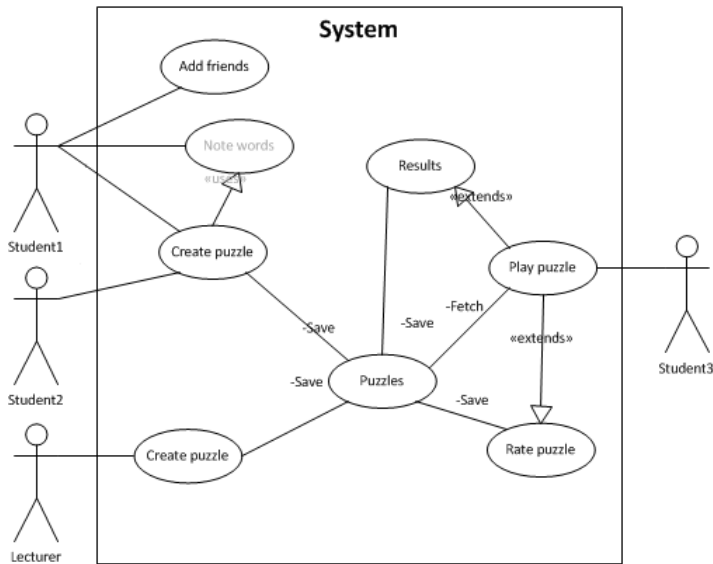 System
Add friends
Note words
«uses»
Results
«extends»
Student1
Create puzzle
Play puzzle
-Fetch
-Save
-Save
«extends»
Student3
Student2
-Save
Puzzles
-Save
Create puzzle
Rate puzzle
Lecturer